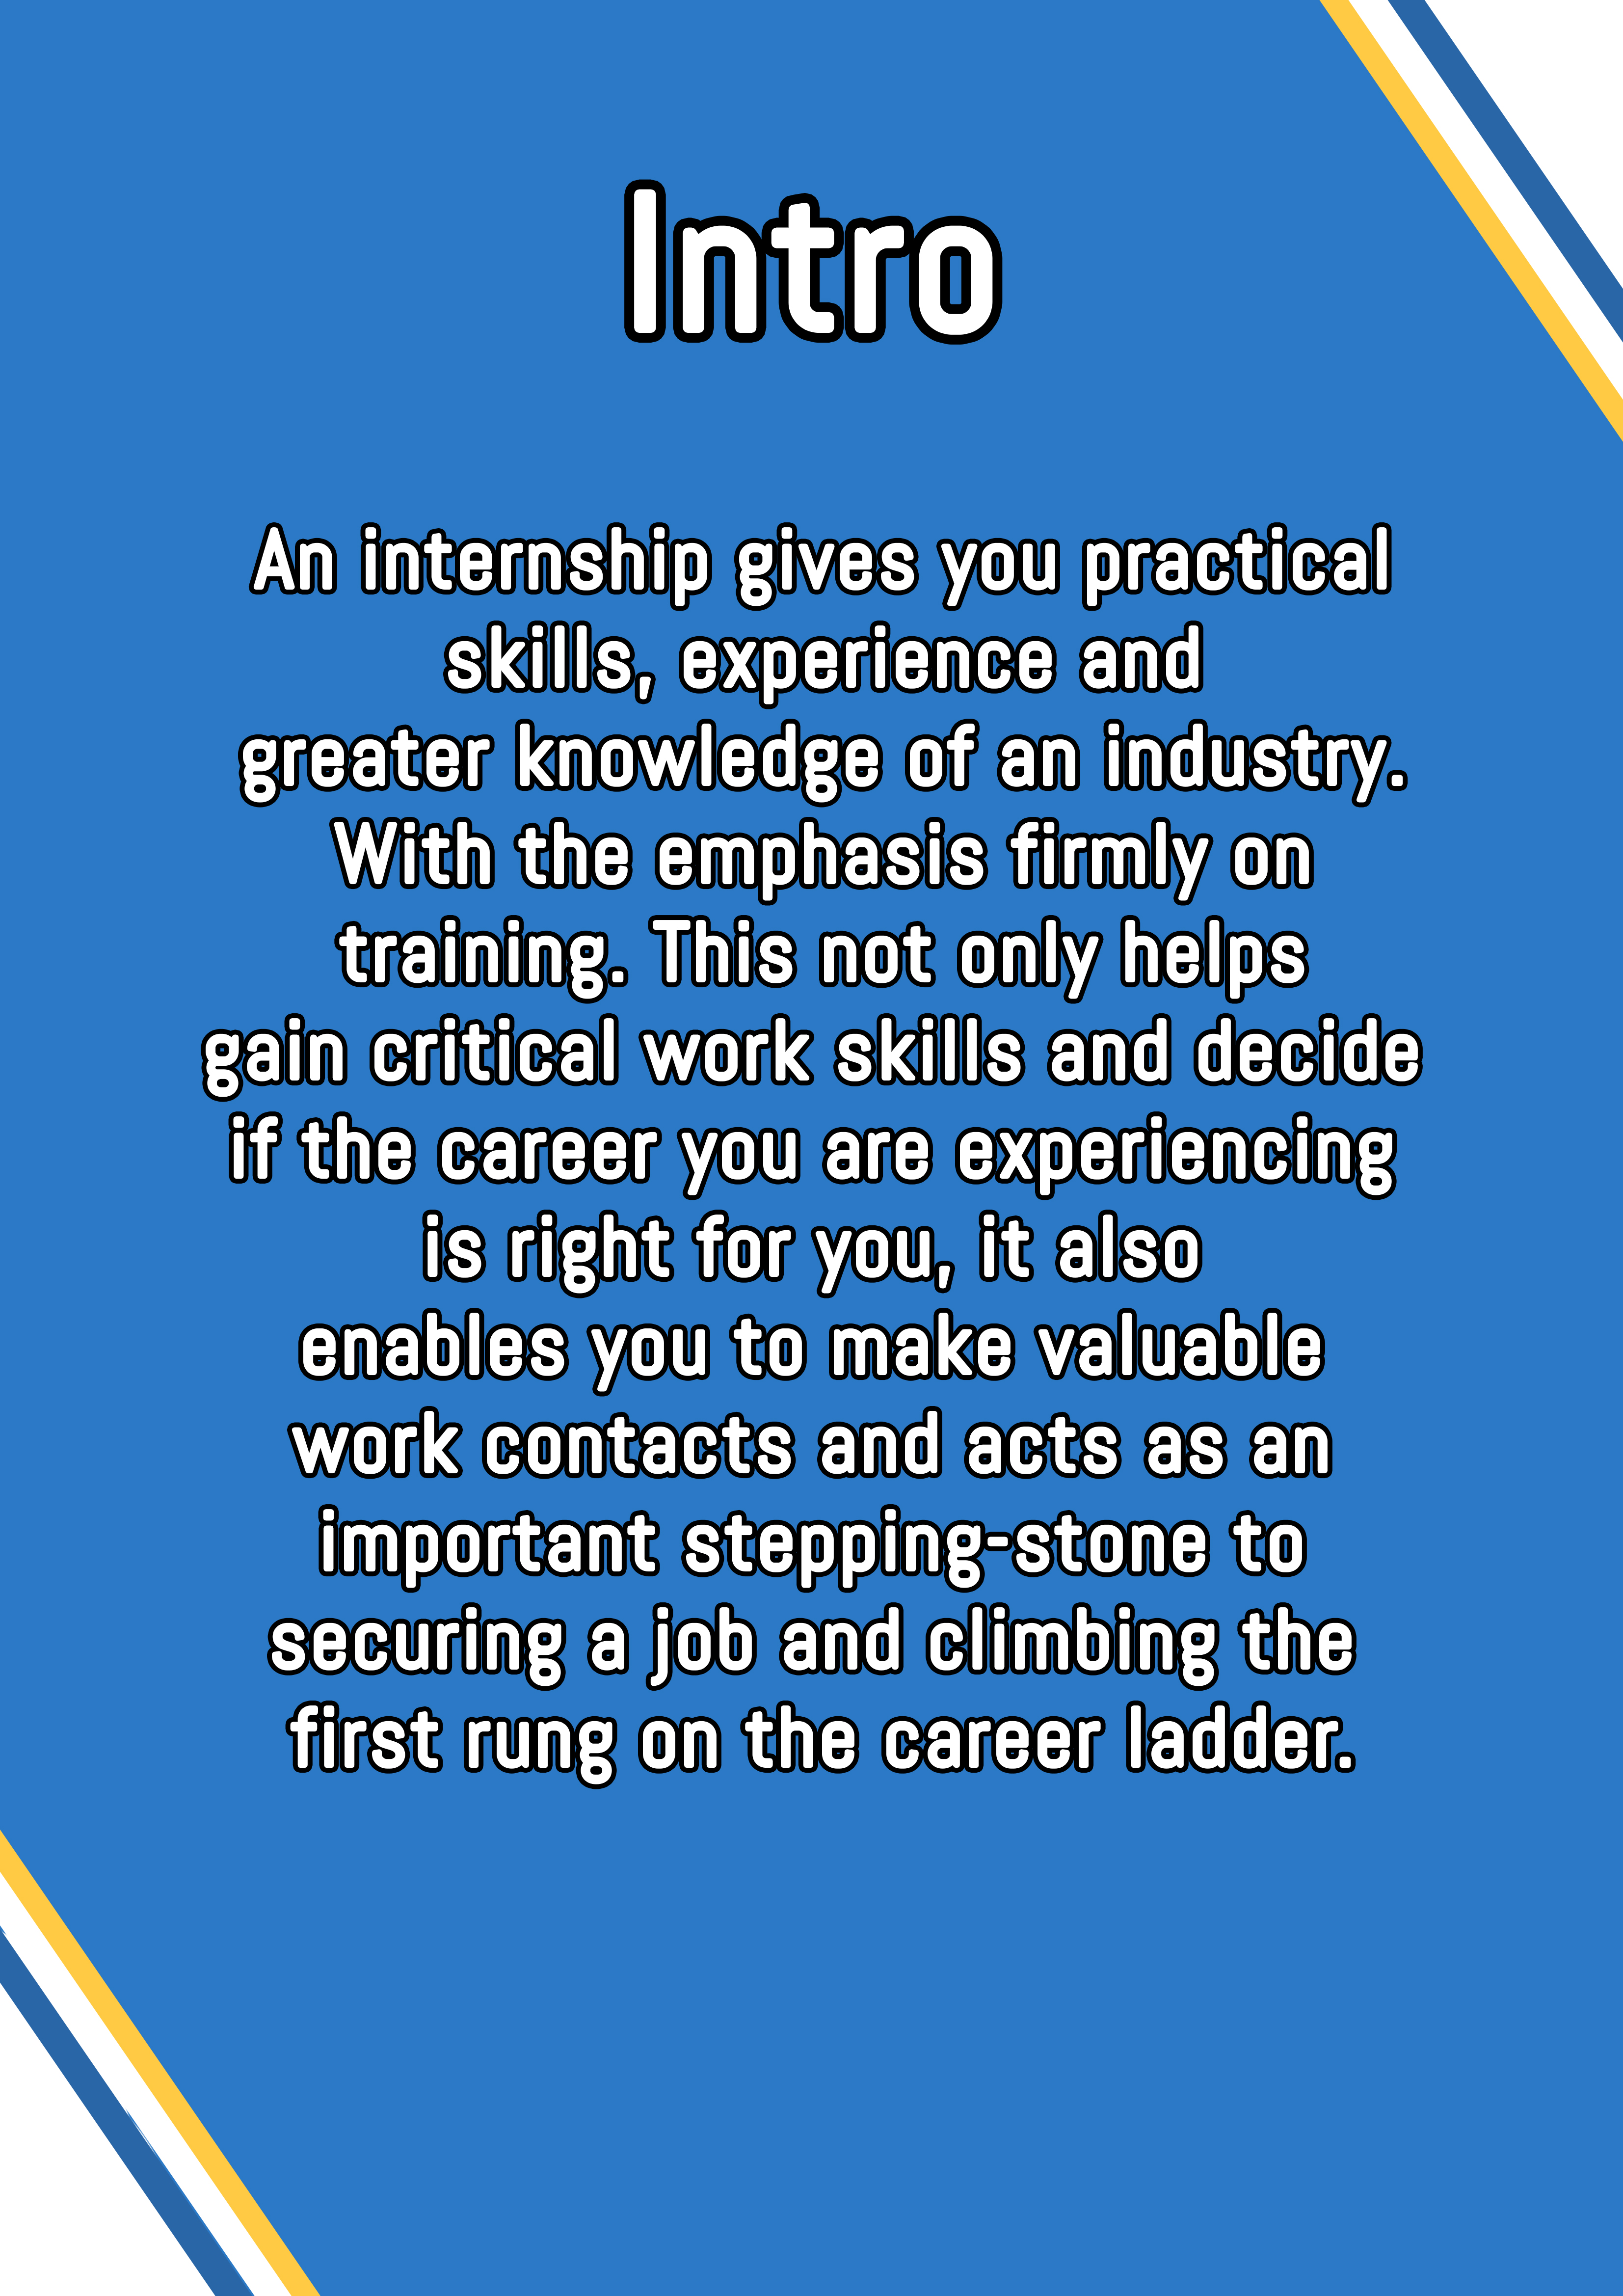 Intro
An internship gives you practical
skills, experience and
greater knowledge of an industry.
With the emphasis firmly on
training. This not only helps
gain critical work skills and decide
if the career you are experiencing
is right for you, it also
enables you to make valuable
work contacts and acts as an
important stepping-stone to
securing a job and climbing the
first rung on the career ladder.